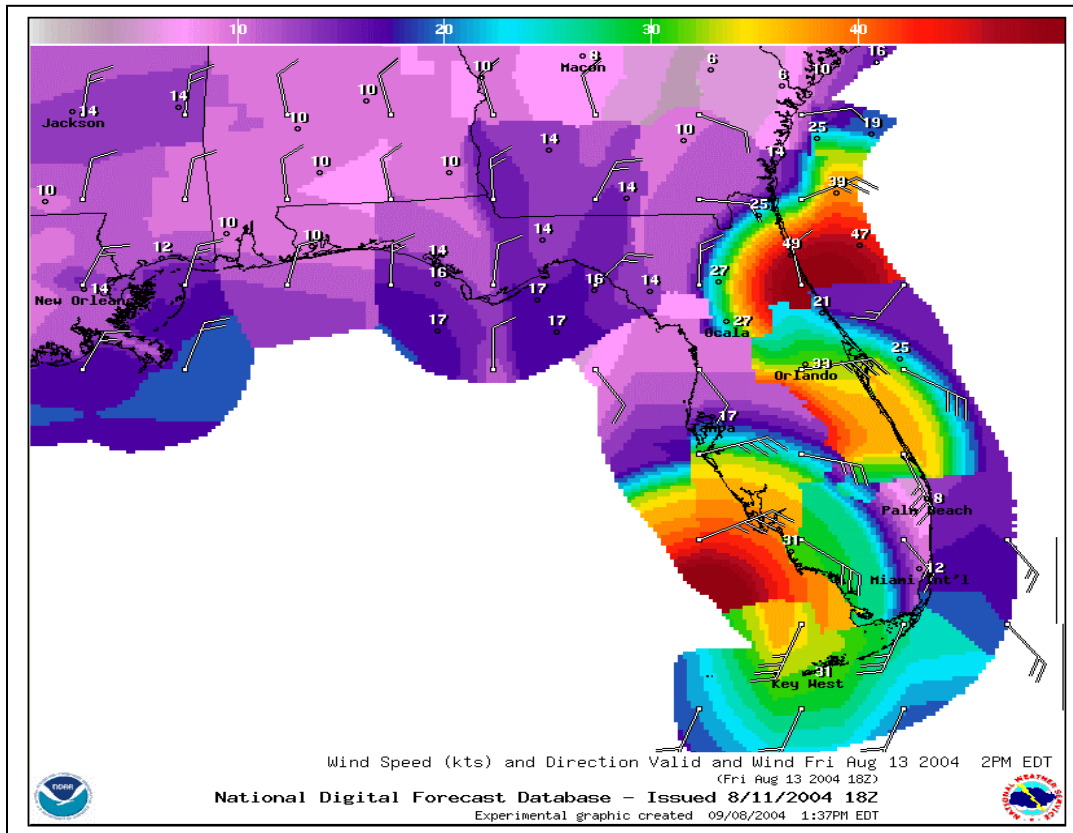 10 20 30 40
16
8
Macon
6
10
10
6
10
14
Jackson
14
10
10
25
19
14
10
14
10
10
14
39
10
25
10
12
10
14
14
49
47
New Orleans
14
16
16
14
27
17
21
17
17
27
Ocala
25
33
Orlando
17
Tampa
8
Palm Beach
31
12
Miami Int'l
31
Key West
Wind Speed (kts) and Direction Valid and Wind Fri Aug 13 2004 2PM EDT
(Fri Aug 13 2004 18Z)
National Digital Forecast Database - Issued 8/11/2004 18Z
Experimental graphic created 09/08/2004 1:37PM EDT
NOAA
NATIONAL WEATHER SERVICE